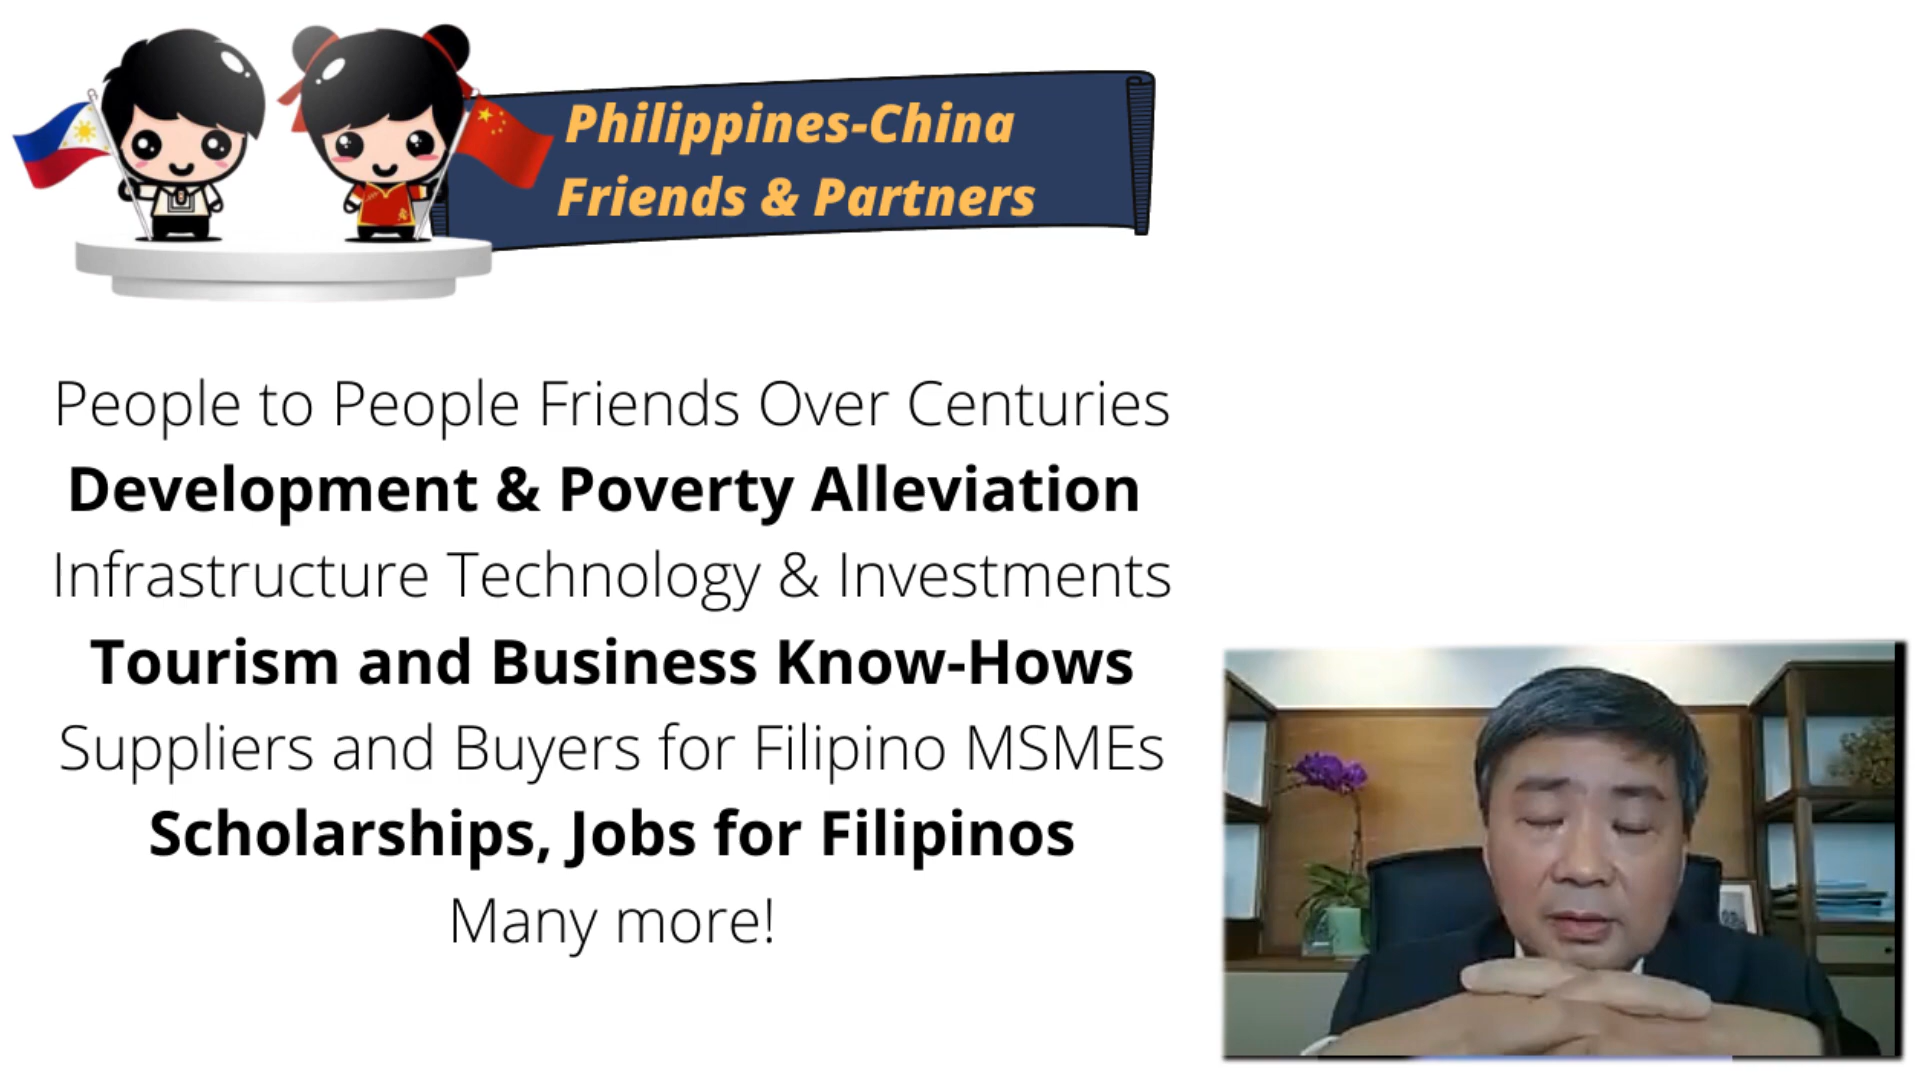 Philippines-China
Friends & Partners
People to People Friends Over Centuries
Development & Poverty Alleviation
Infrastructure Technology & Investments
Tourism and Business Know-Hows
Suppliers and Buyers for Filipino MSMEs
Scholarships, Jobs for Filipinos
Many more!